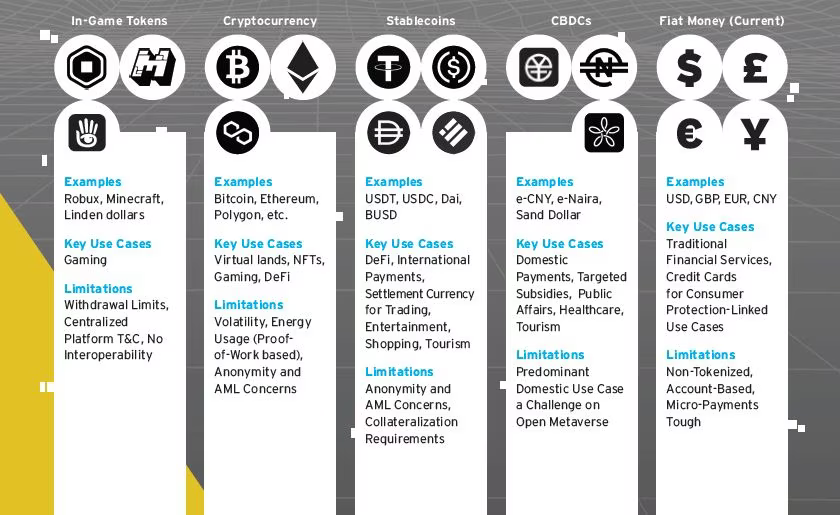 In-Game Tokens
Cryptocurrency
Stablecoins
CBDCs
Fiat Money (Current)
Examples
Robux, Minecraft,
Linden dollars
Key Use Cases
Gaming
Limitations
Withdrawal Limits,
Centralized
Platform T&C, No
Interoperability
Examples
Bitcoin, Ethereum,
Polygon, etc.
Key Use Cases
Virtual lands, NFTs,
Gaming, DeFi
Limitations
Volatility, Energy
Usage (Proof-
of-Work based),
Anonymity and
AML Concerns
Examples
USDT, USDC, Dai,
BUSD
Key Use Cases
DeFi, International
Payments,
Settlement Currency
for Trading,
Entertainment,
Shopping, Tourism
Limitations
Anonymity and
AML Concerns,
Collateralization
Requirements
Examples
e-CNY, e-Naira,
Sand Dollar
Key Use Cases
Domestic
Payments, Targeted
Subsidies, Public
Affairs, Healthcare,
Tourism
Limitations
Predominant
Domestic Use Case
a Challenge on
Open Metaverse
$ £
€ ¥
Examples
USD, GBP, EUR, CNY
Key Use Cases
Traditional
Financial Services,
Credit Cards
for Consumer
Protection-Linked
Use Cases
Limitations
Non-Tokenized,
Account-Based,
Micro-Payments
Tough